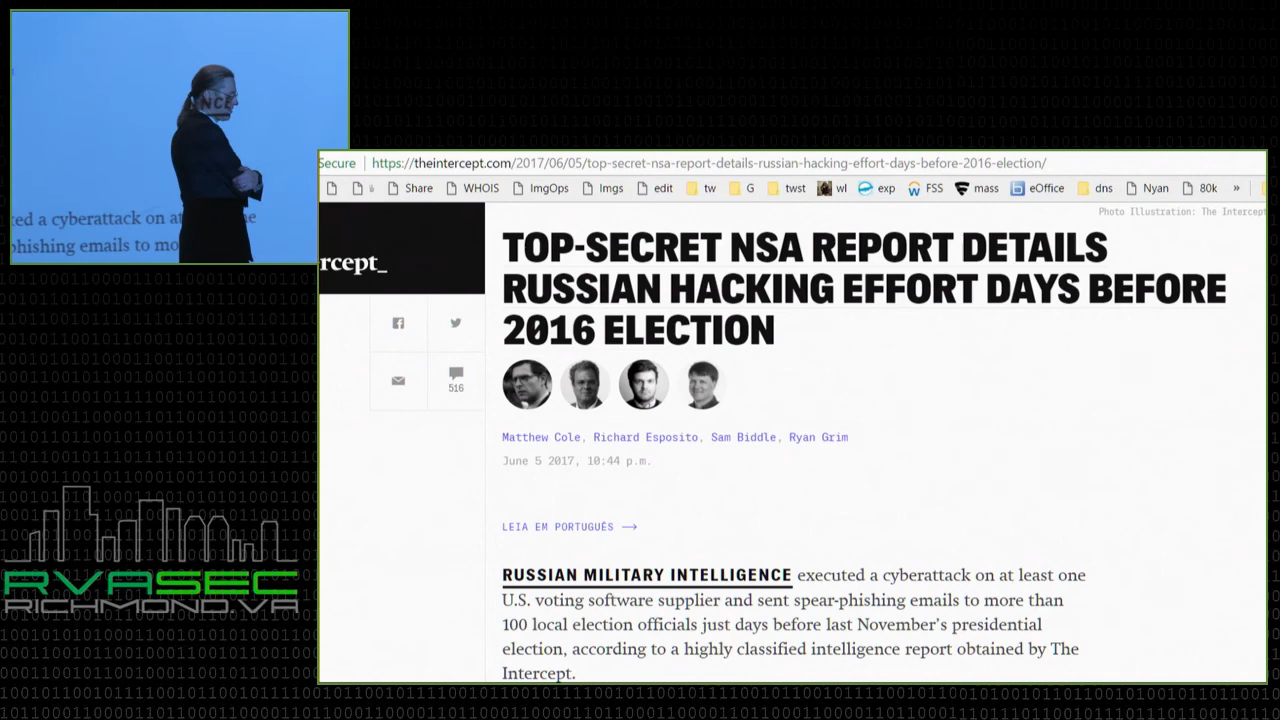 NCE
ted a cyberattack on at
ne
phishing emails to mo
Secure | https://theintercept.com/2017/06/05/top-secret-nsa-report-details-russian-hacking-effort-days-before-2016-election/
Share WHOIS ImgOps Imgs edit tw G twst wl exp FSS mass eOffice dns Nyan 80k »
Photo Illustration: The Intercept
rcept_
TOP-SECRET NSA REPORT DETAILS
RUSSIAN HACKING EFFORT DAYS BEFORE
2016 ELECTION
516
Matthew Cole, Richard Esposito, Sam Biddle, Ryan Grim
June 5 2017, 10:44 p.m.
LEIA EM PORTUGUÊS →
RUSSIAN MILITARY INTELLIGENCE executed a cyberattack on at least one
U.S. voting software supplier and sent spear-phishing emails to more than
100 local election officials just days before last November's presidential
election, according to a highly classified intelligence report obtained by The
Intercept.
RVASEC
RICHMOND.VA